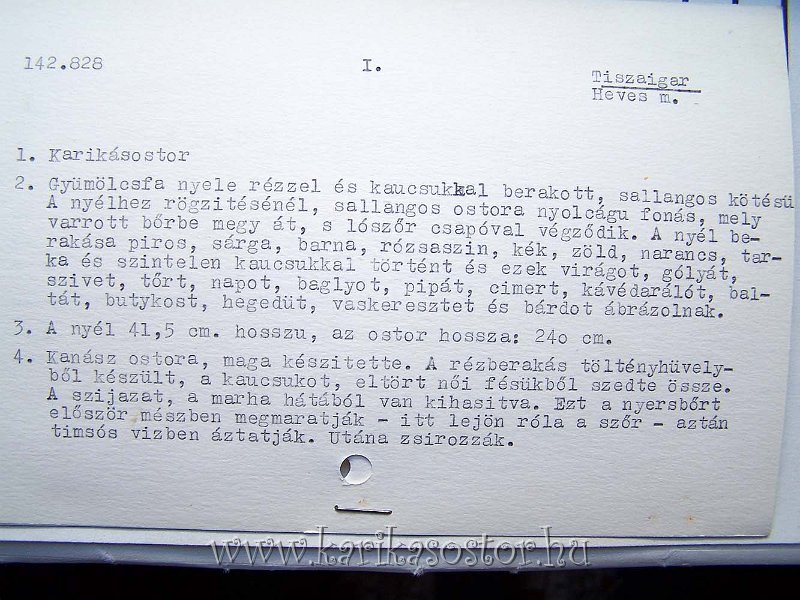 142.828 I. Tiszaigar
Heves m.
1. Karikásostor
2. Gyümölcsfa nyele rézzel és kaucsukkal berakott, sallangos kötésü
A nyélhez rögzitésénél, sallangos ostora nyolcágu fonás, mely
varrott bőrbe megy át, s lószőr csapóval végződik. A nyél be-
rakása piros, sárga, barna, rózsaszin, kék, zöld, narancs, tar-
ka és szintelen kaucsukkal történt és ezek virágot, gólyát,
szivet, tőrt, napot, baglyot, pipát, cimert, kávédarálót, bal-
tát, butykost, hegedüt, vaskeresztet és bárdot ábrázolnak.
3. A nyél 41,5 cm. hosszu, az ostor hossza: 240 cm.
4. Kanász ostora, maga készitette. A rézberakás töltényhüvely-
ből készült, a kaucsukot, eltört női fésükből szedte össze.
A szijazat, a marha hátából van kihasitva. Ezt a nyersbőrt
először mészben megmaratják - itt lejön róla a szőr - aztán
timsós vizben áztatják. Utána zsirozzák.
www.karikasostor.hu